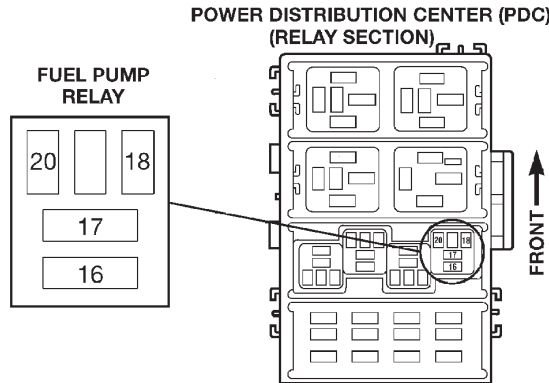 POWER DISTRIBUTION CENTER (PDC)
(RELAY SECTION)
FUEL PUMP
RELAY
20 18
17
16
20 18
17
16
FRONT